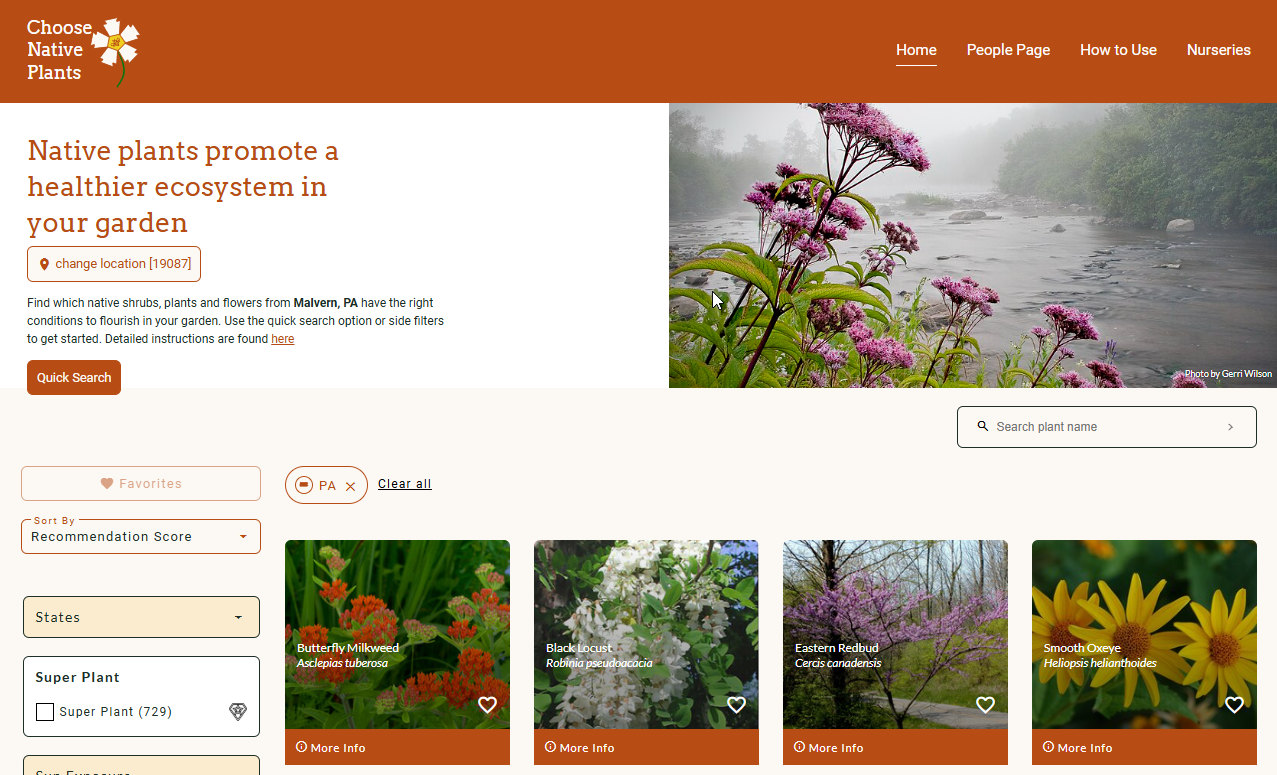 Choose
Native
Plants
Home
People Page
How to Use
Nurseries
Native plants promote a
healthier ecosystem in
your garden
change location [19087]
Find which native shrubs, plants and flowers from Malvern, PA have the right
conditions to flourish in your garden. Use the quick search option or side filters
to get started. Detailed instructions are found here
Quick Search
Photo by Gerri Wilson
Search plant name
Favorites
PA
Clear all
Sort By
Recommendation Score
States
Super Plant
Super Plant (729)
Sun Exposure
Butterfly Milkweed
Asclepias tuberosa
More Info
Black Locust
Robinia pseudoacacia
More Info
Eastern Redbud
Cercis canadensis
More Info
Smooth Oxeye
Heliopsis helianthoides
More Info